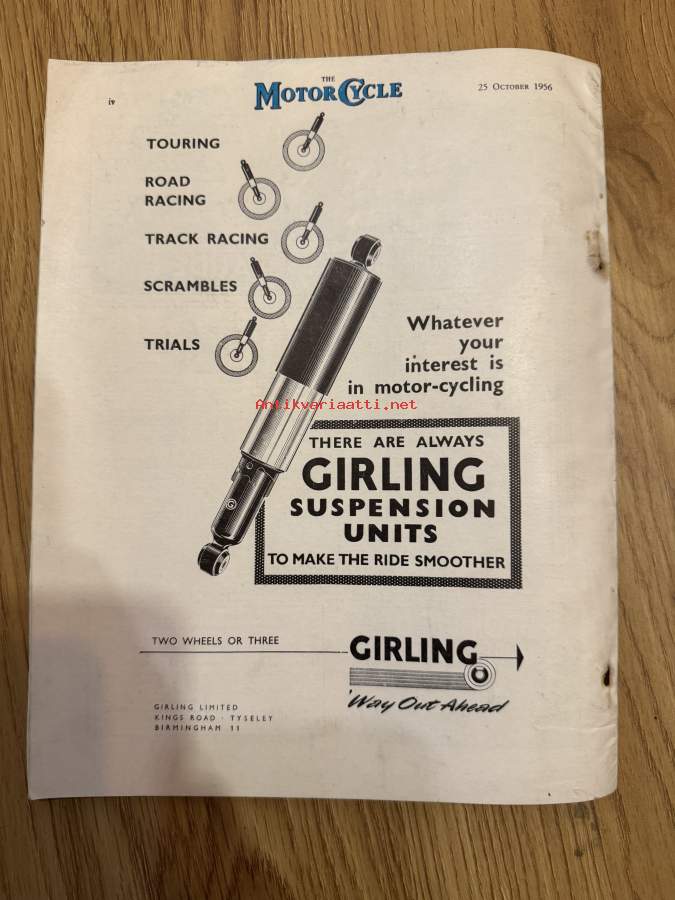 iv
THE
MOTOR CYCLE
25 OCTOBER 1956
TOURING
ROAD
RACING
TRACK RACING
SCRAMBLES
TRIALS
Whatever
your
interest is
in motor-cycling
Antikvariaatti.net
THERE ARE ALWAYS
GIRLING
SUSPENSION
UNITS
TO MAKE THE RIDE SMOOTHER
TWO WHEELS OR THREE
GIRLING
'Way Out Ahead
GIRLING LIMITED
KINGS ROAD · TYSELEY
BIRMINGHAM 11